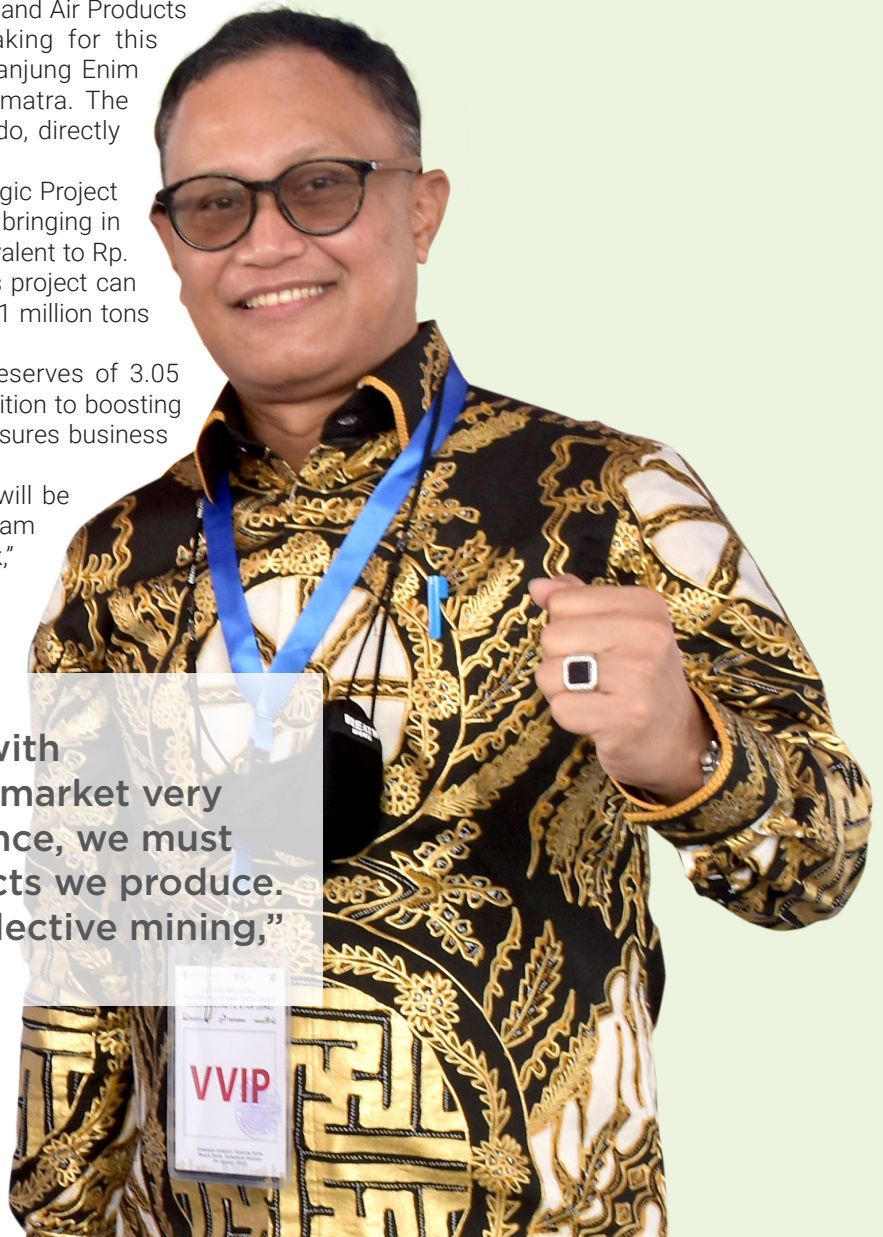 and Air Products
aking for this
anjung Enim
matra. The
do, directly
gic Project
bringing in
valent to Rp.
s project can
1 million tons
eserves of 3.05
ition to boosting
sures business
will be
am
k,”
with
market very
nce, we must
cts we produce.
lective mining,”
VVIP